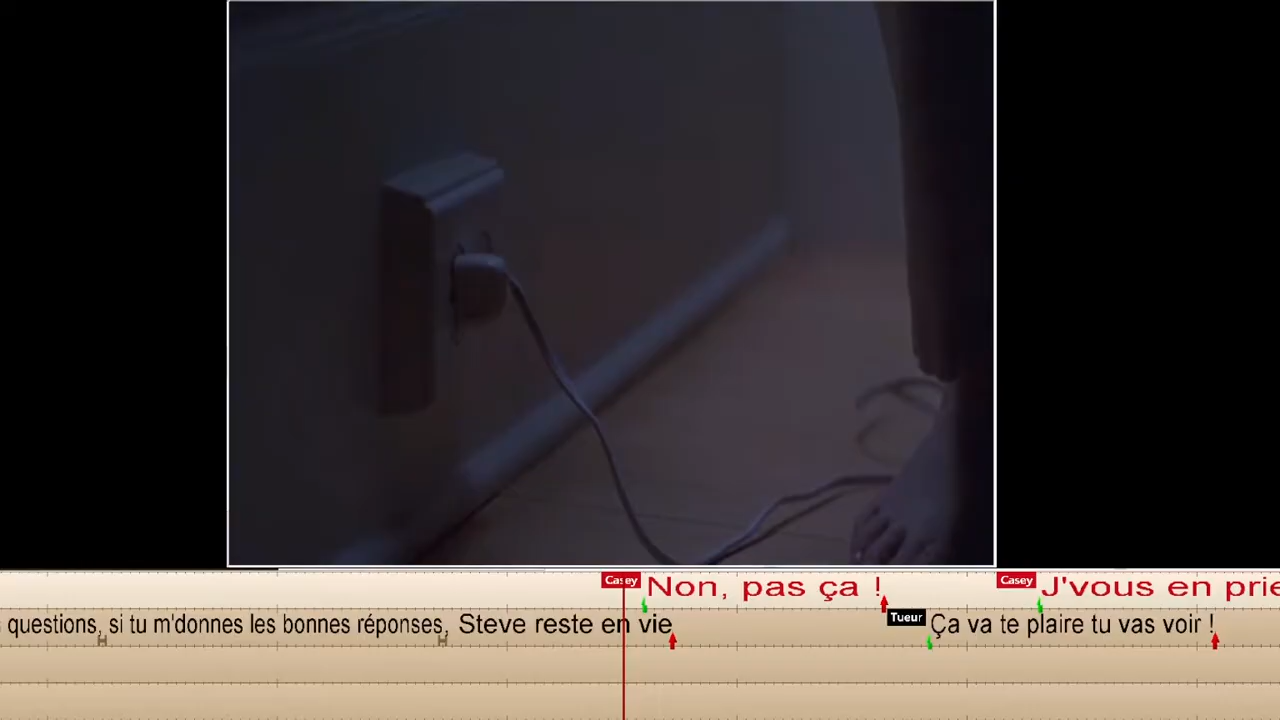 Casey Non, pas ça ! Casey J'vous en prie
questions, si tu m'donnes les bonnes réponses, Steve reste en vie Tueur Ça va te plaire tu vas voir !